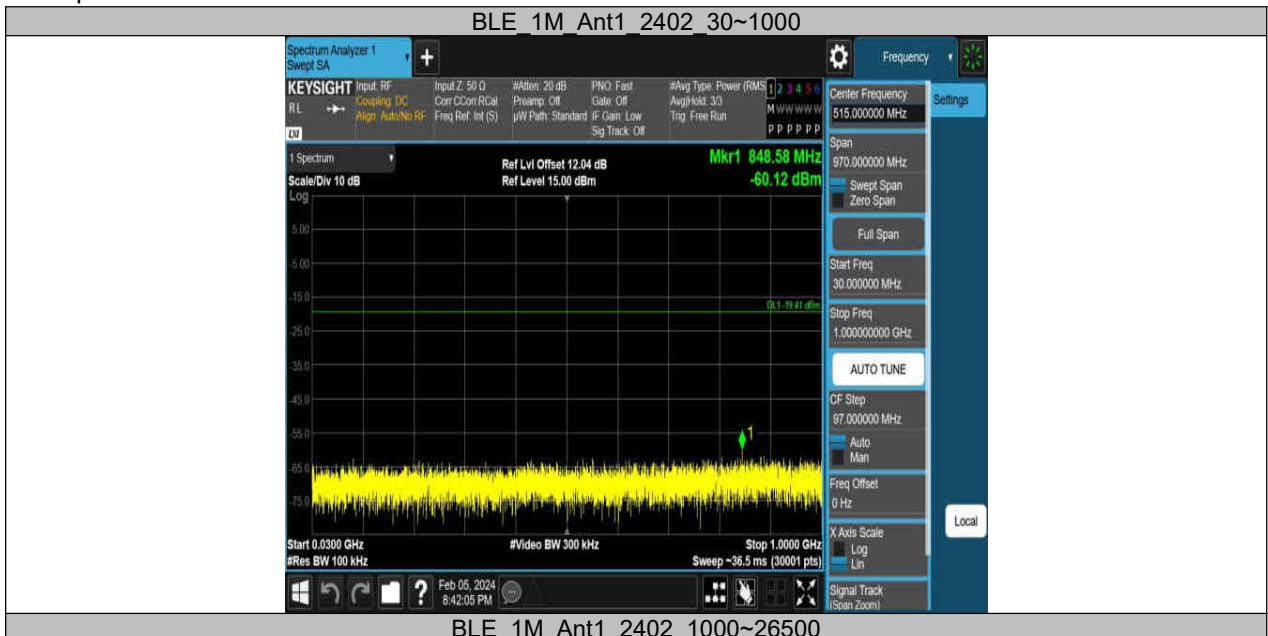 BLE_1M_Ant1_2402_30~1000
Spectrum Analyzer 1
Swept SA
+
Frequency
KEYSIGHT
RL
Input: RF
Coupling: DC
Align: Auto/No RF
Input Z: 50 Ω
Corr CCorr RCal
Freq Ref: Int (S)
#Atten: 20 dB
Preamp: Off
µW Path: Standard
PNO: Fast
Gate: Off
IF Gain: Low
Sig Track: Off
#Avg Type: Power (RMS
Avg|Hold: 3/3
Trig: Free Run
1 2 3 4 5 6
M W W W W W
P P P P P P
1 Spectrum
Scale/Div 10 dB
Log
Ref Lvl Offset 12.04 dB
Ref Level 15.00 dBm
Mkr1 848.58 MHz
-60.12 dBm
5.00
-5.00
-15.0
DL1 -19.41 dBm
-25.0
-35.0
-45.0
-55.0
1
-65.0
-75.0
Start 0.0300 GHz
#Res BW 100 kHz
#Video BW 300 kHz
Stop 1.0000 GHz
Sweep ~36.5 ms (30001 pts)
?
Feb 05, 2024
8:42:05 PM
Center Frequency
515.000000 MHz
Settings
Span
970.000000 MHz
Swept Span
Zero Span
Full Span
Start Freq
30.000000 MHz
Stop Freq
1.000000000 GHz
AUTO TUNE
CF Step
97.000000 MHz
Auto
Man
Freq Offset
0 Hz
X Axis Scale
Log
Lin
Local
Signal Track
(Span Zoom)
BLE_1M_Ant1_2402_1000~26500